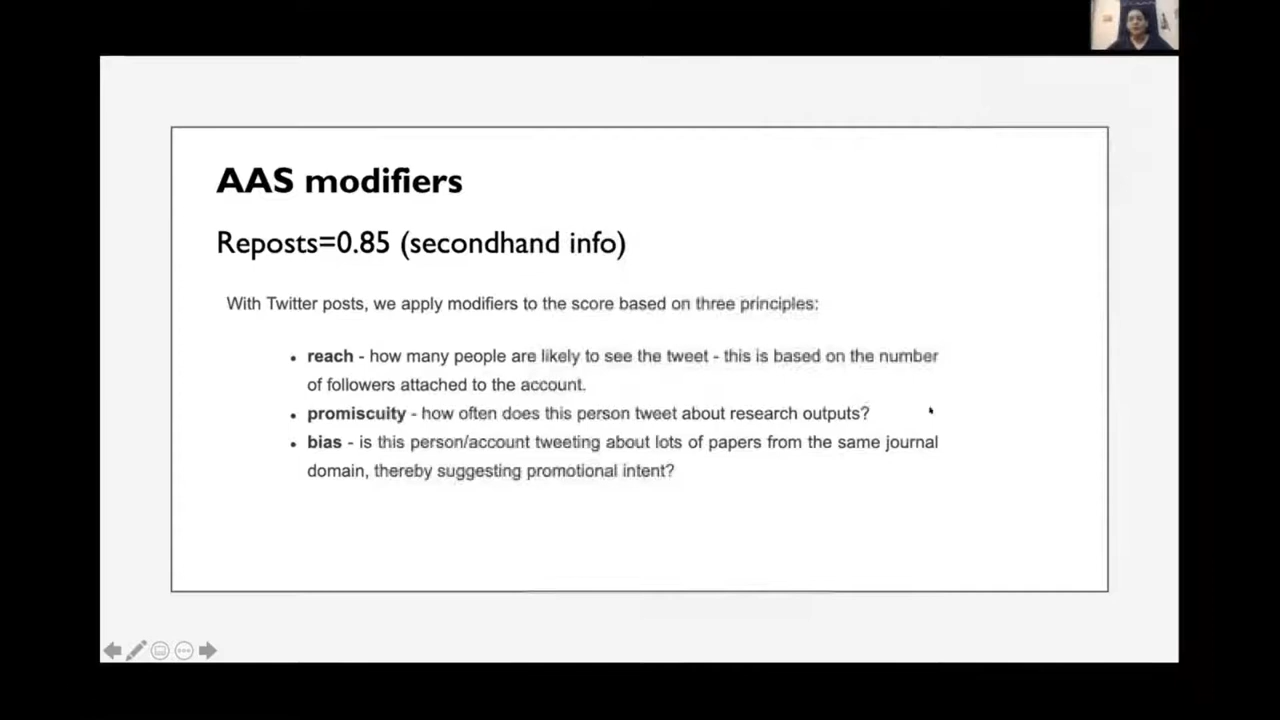 AAS modifiers
Reposts=0.85 (secondhand info)
With Twitter posts, we apply modifiers to the score based on three principles:
• reach - how many people are likely to see the tweet - this is based on the number
of followers attached to the account.
• promiscuity - how often does this person tweet about research outputs?
• bias - is this person/account tweeting about lots of papers from the same journal
domain, thereby suggesting promotional intent?